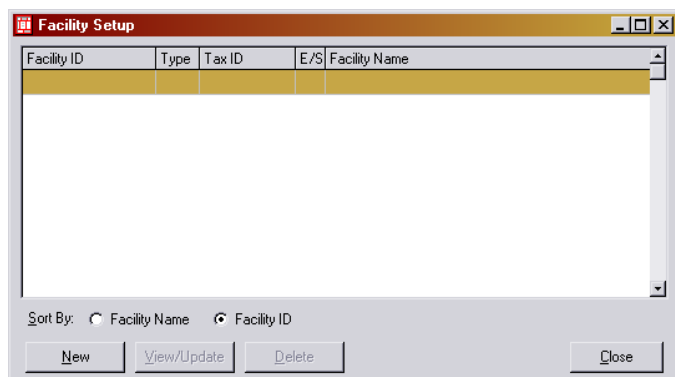 Facility Setup
Facility ID Type Tax ID E/S Facility Name
Sort By: Facility Name Facility ID
New View/Update Delete Close